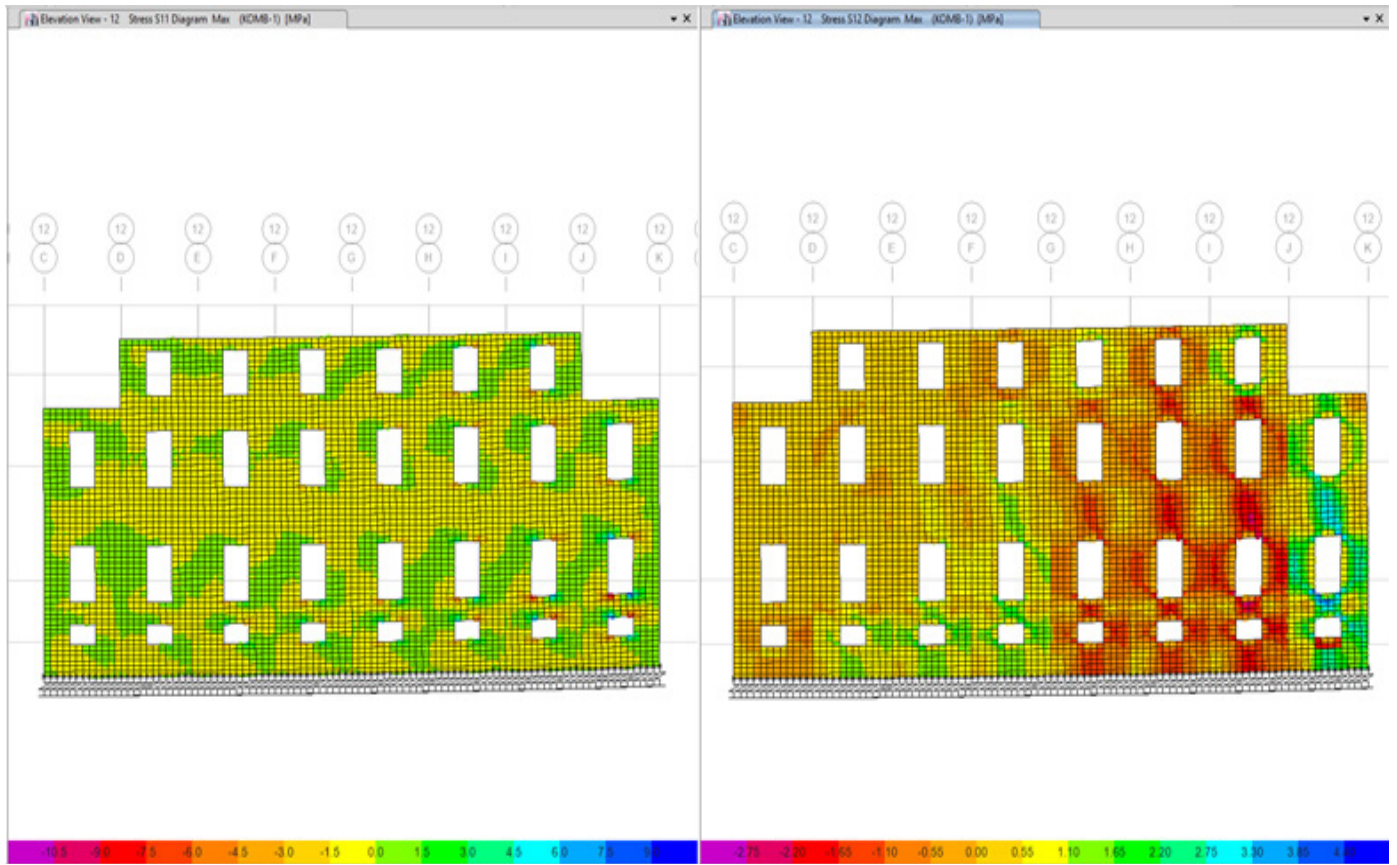 Elevation View - 12 Stress S11 Diagram Max (KOMB-1) [MPa]
Elevation View - 12 Stress S12 Diagram Max (KOMB-1) [MPa]
12 12 12 12 12 12 12 12 12
C D E F G H I J K
12 12 12 12 12 12 12 12 12
C D E F G H I J K
-10.5 -9.0 -7.5 -6.0 -4.5 -3.0 -1.5 0.0 1.5 3.0 4.5 6.0 7.5
-2.75 -2.20 -1.65 -1.10 -0.55 0.00 0.55 1.10 1.65 2.20 2.75 3.30 3.85